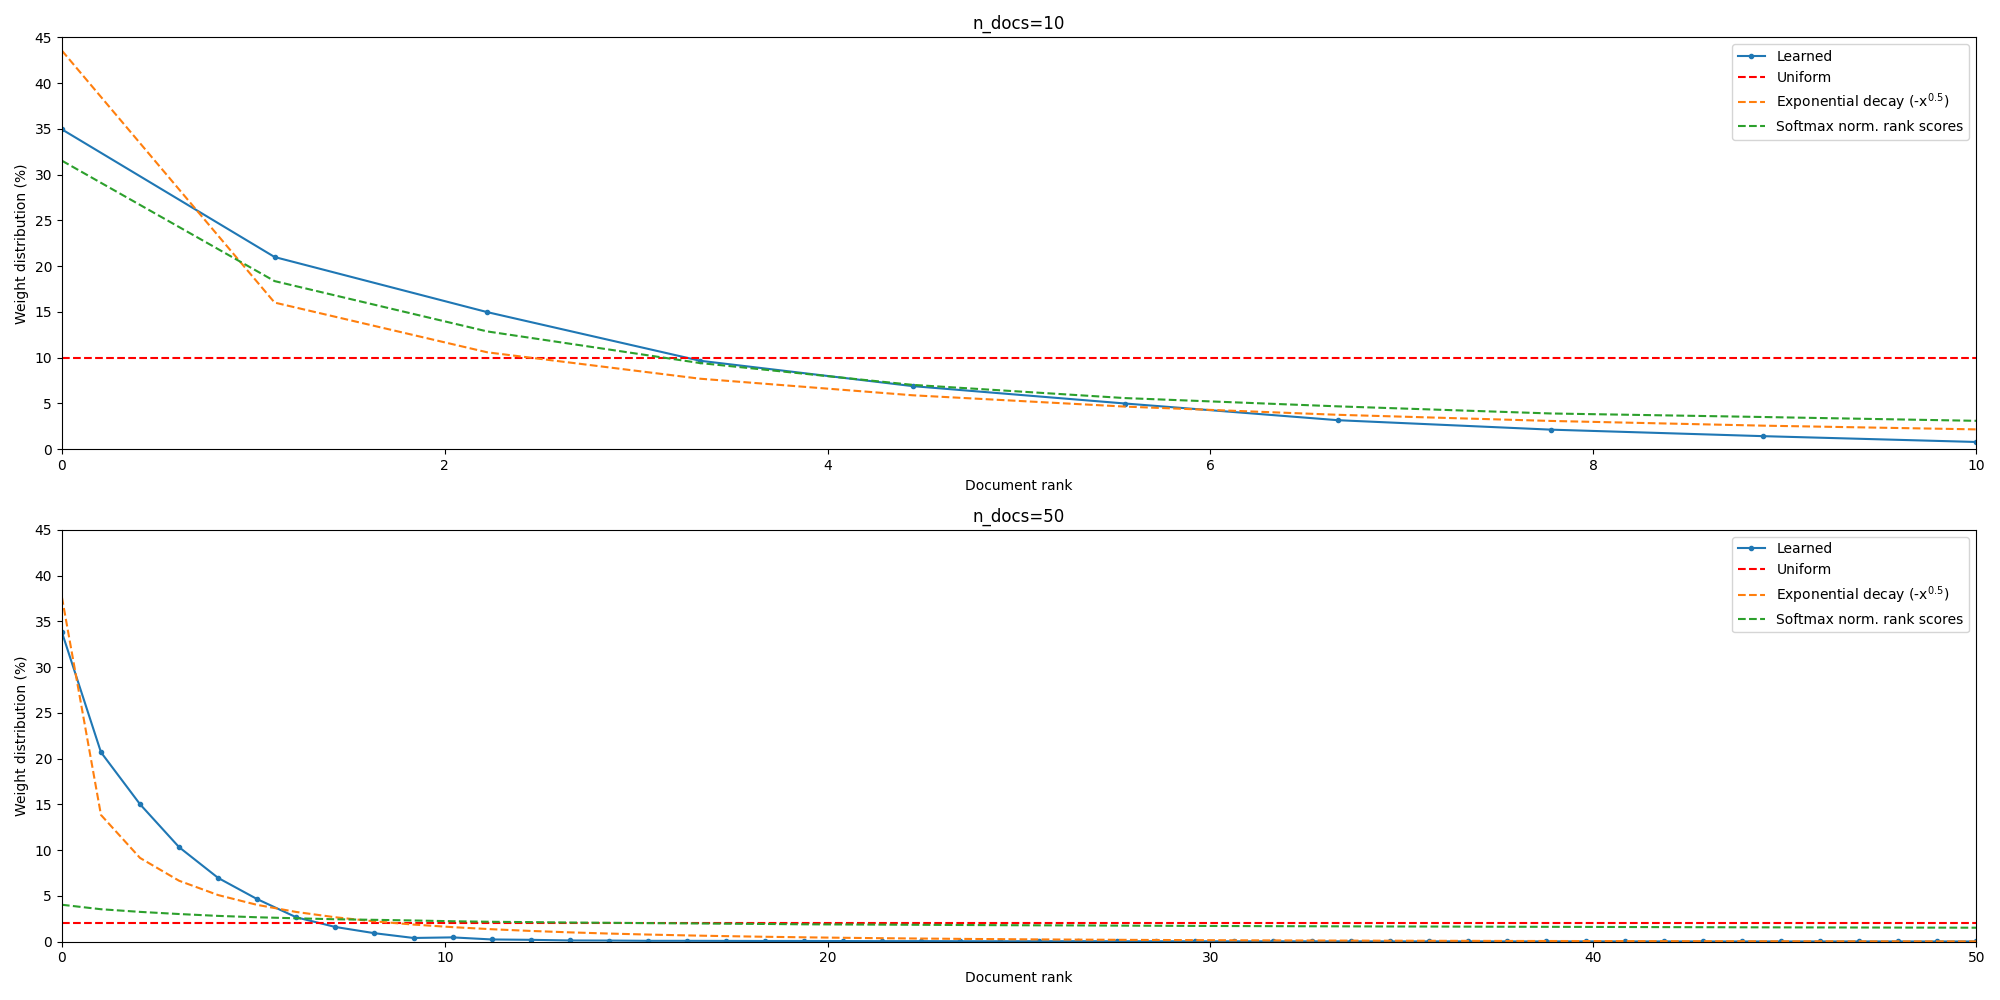 n_docs=10
45
40
35
30
25
20
15
10
5
0
Weight distribution (%)
Learned
Uniform
Exponential decay (-x^0.5)
Softmax norm. rank scores
0 2 4 6 8 10
Document rank
n_docs=50
45
40
35
30
25
20
15
10
5
0
Weight distribution (%)
Learned
Uniform
Exponential decay (-x^0.5)
Softmax norm. rank scores
0 10 20 30 40 50
Document rank